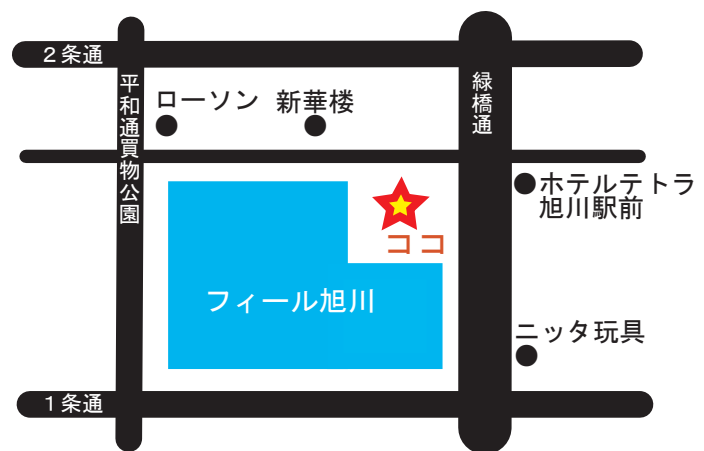 ２条通
平和通買物公園
ローソン
新華楼
緑橋通
ホテルテトラ
旭川駅前
ココ
フィール旭川
ニッタ玩具
１条通